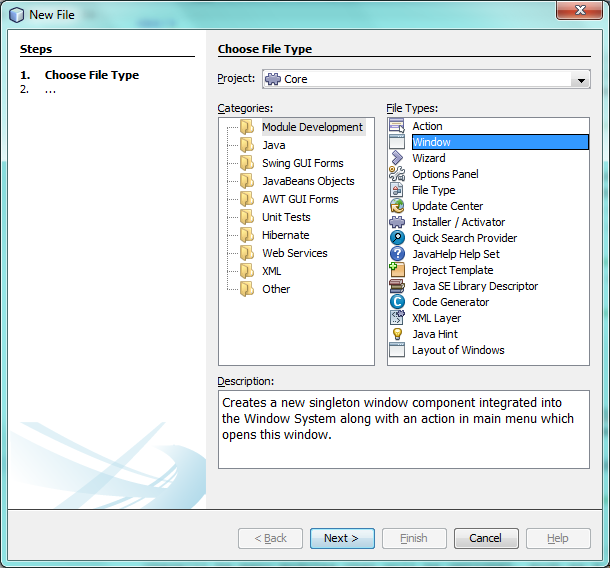 New File
Steps
1. Choose File Type
2. ...
Choose File Type
Project: Core
Categories:
Module Development
Java
Swing GUI Forms
JavaBeans Objects
AWT GUI Forms
Unit Tests
Hibernate
Web Services
XML
Other
File Types:
Action
Window
Wizard
Options Panel
File Type
Update Center
Installer / Activator
Quick Search Provider
JavaHelp Help Set
Project Template
Java SE Library Descriptor
Code Generator
XML Layer
Java Hint
Layout of Windows
Description:
Creates a new singleton window component integrated into
the Window System along with an action in main menu which
opens this window.
< Back
Next >
Finish
Cancel
Help